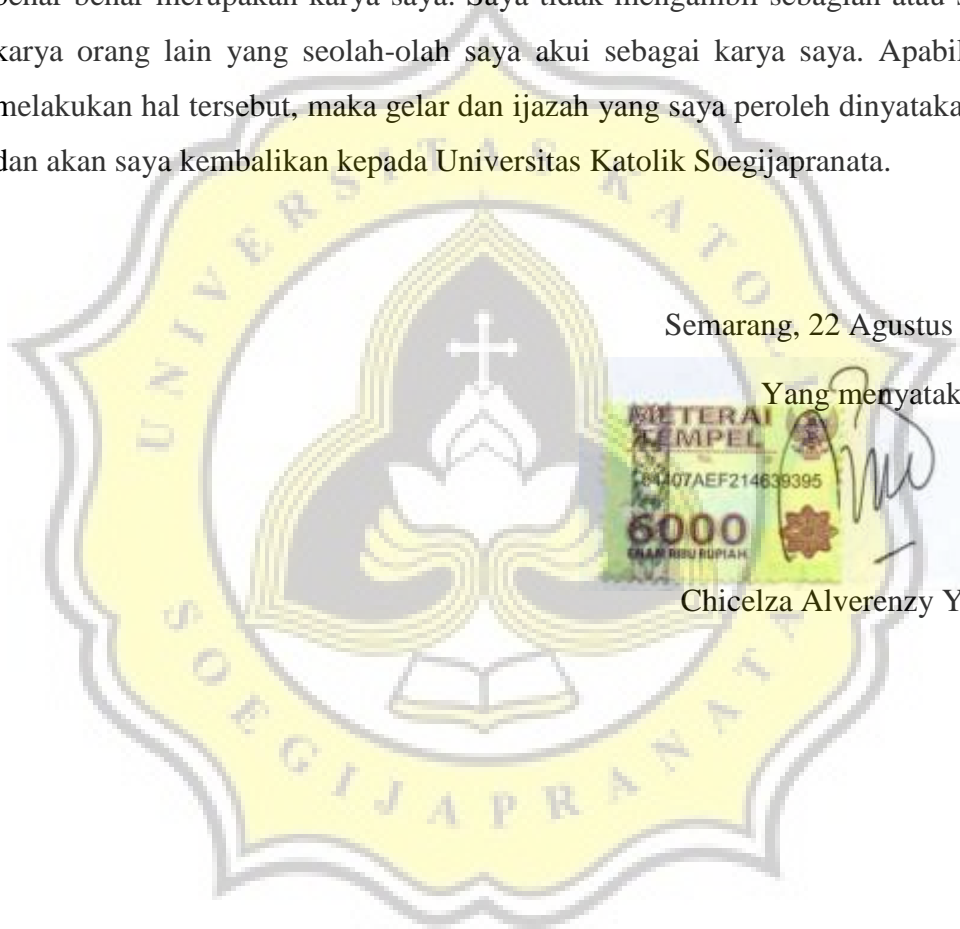 benar-benar merupakan karya saya. Saya tidak mengambil sebagian atau s
karya orang lain yang seolah-olah saya akui sebagai karya saya. Apabil
melakukan hal tersebut, maka gelar dan ijazah yang saya peroleh dinyataka
dan akan saya kembalikan kepada Universitas Katolik Soegijapranata.
UNIVERSITAS KATOLIK
Semarang, 22 Agustus
Yang menyatak
METERAI
TEMPEL
07AEF214639395
6000
ENAM RIBU RUPIAH
Chicelza Alverenzy Y
SOEGIJAPRANATA